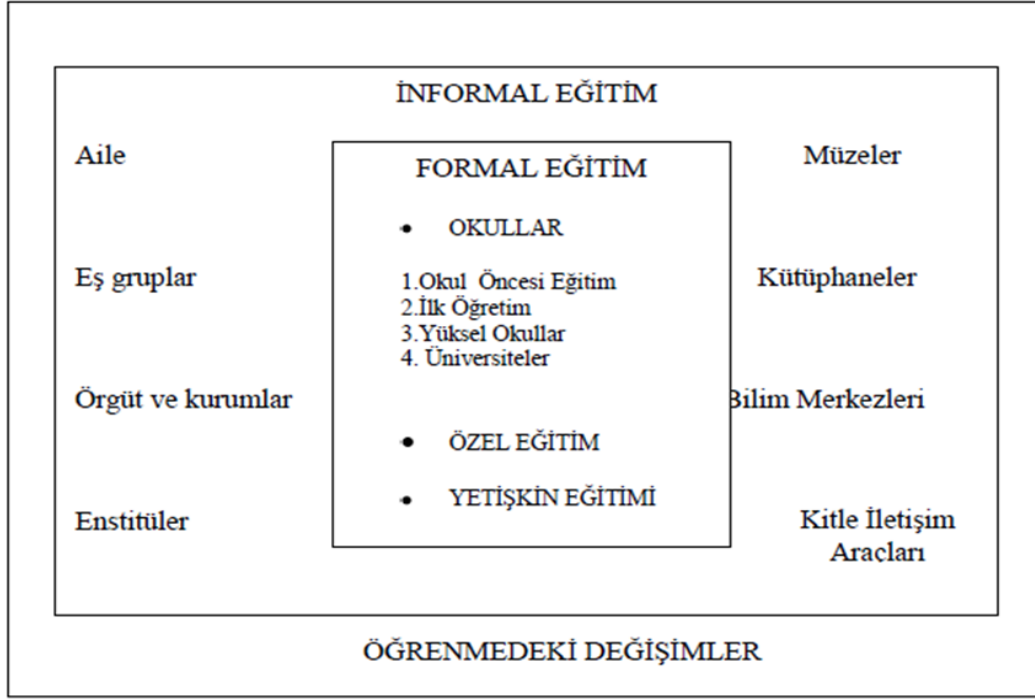 İNFORMAL EĞİTİM
Aile
Müzeler
FORMAL EĞİTİM
• OKULLAR
Eş gruplar
Kütüphaneler
1.Okul Öncesi Eğitim
2.İlk Öğretim
3.Yüksel Okullar
4. Üniversiteler
Örgüt ve kurumlar
Bilim Merkezleri
• ÖZEL EĞİTİM
• YETİŞKİN EĞİTİMİ
Enstitüler
Kitle İletişim
Araçları
ÖĞRENMEDEKİ DEĞİŞİMLER